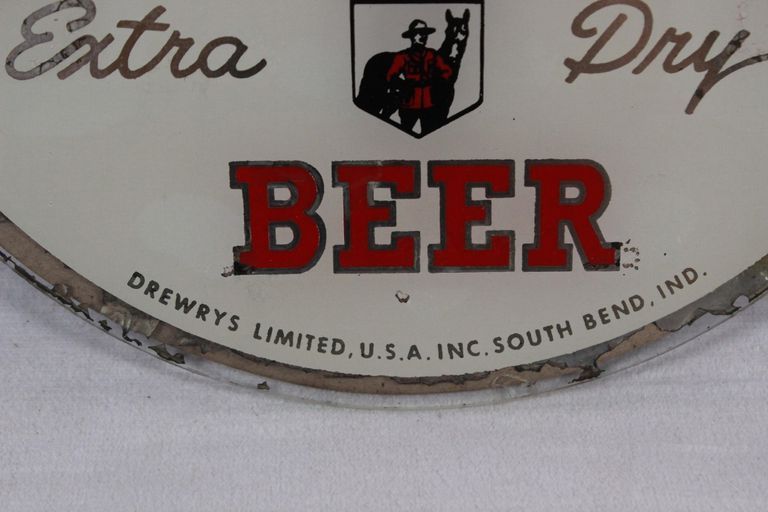 Extra Dry
BEER
DREWRYS LIMITED, U.S.A. INC. SOUTH BEND, IND.